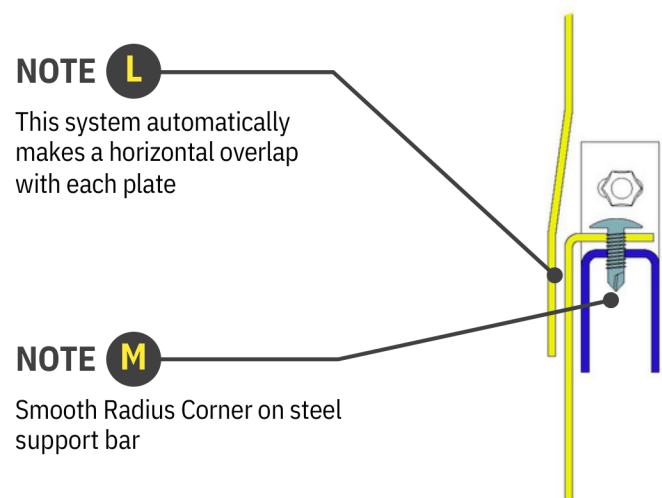 NOTE L
This system automatically
makes a horizontal overlap
with each plate
NOTE M
Smooth Radius Corner on steel
support bar